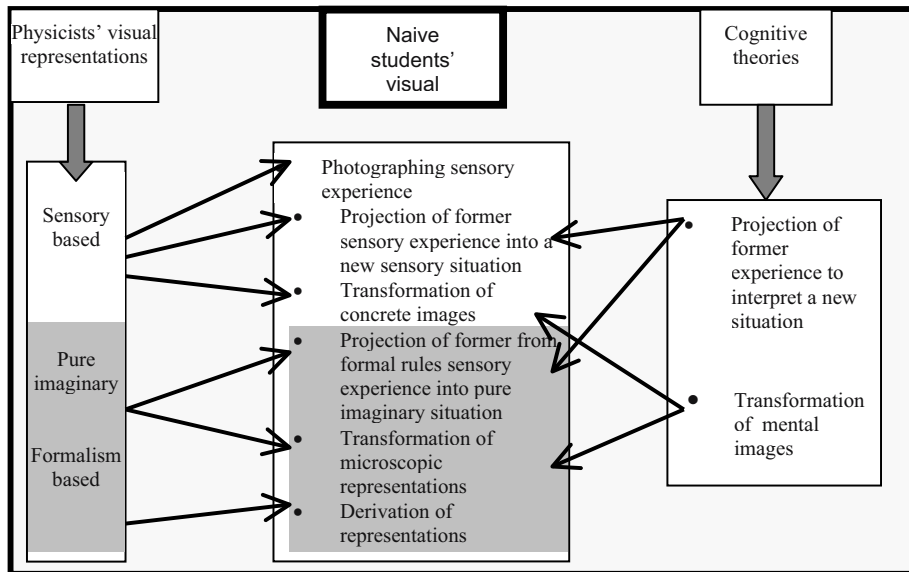 Physicists' visual
representations
Naive
students'
visual
Cognitive
theories
Sensory
based
Pure
imaginary
Formalism
based
Photographing sensory
experience
• Projection of former
sensory experience into a
new sensory situation
• Transformation of
concrete images
• Projection of former from
formal rules sensory
experience into pure
imaginary situation
• Transformation of
microscopic
representations
• Derivation of
representations
• Projection of
former
experience to
interpret a new
situation
• Transformation
of mental
images